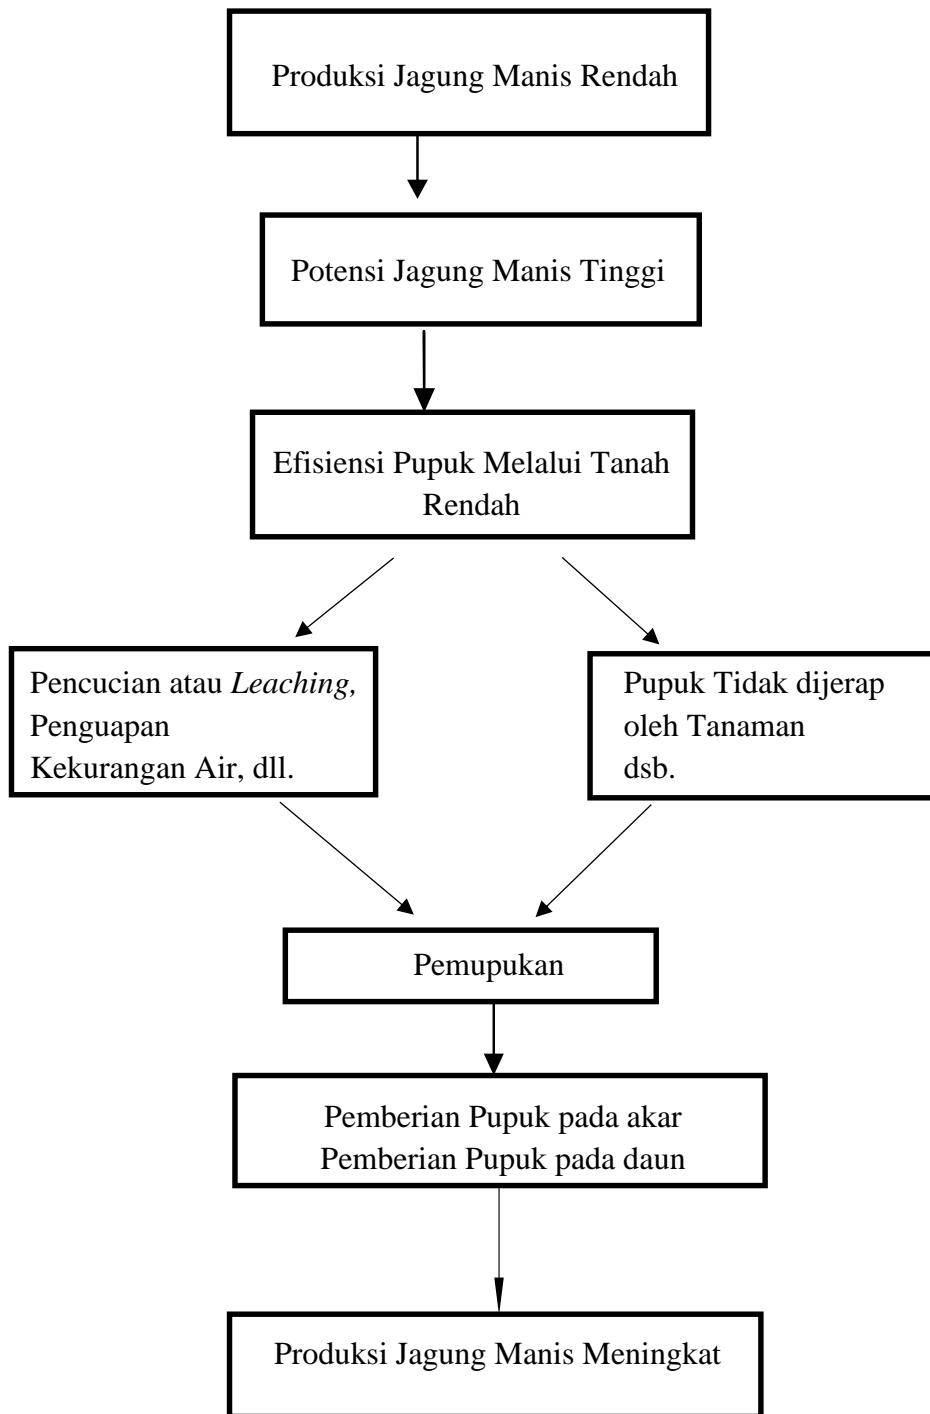 Produksi Jagung Manis Rendah
Potensi Jagung Manis Tinggi
Efisiensi Pupuk Melalui Tanah
Rendah
Pencucian atau Leaching,
Penguapan
Kekurangan Air, dll.
Pupuk Tidak dijerap
oleh Tanaman
dsb.
Pemupukan
Pemberian Pupuk pada akar
Pemberian Pupuk pada daun
Produksi Jagung Manis Meningkat